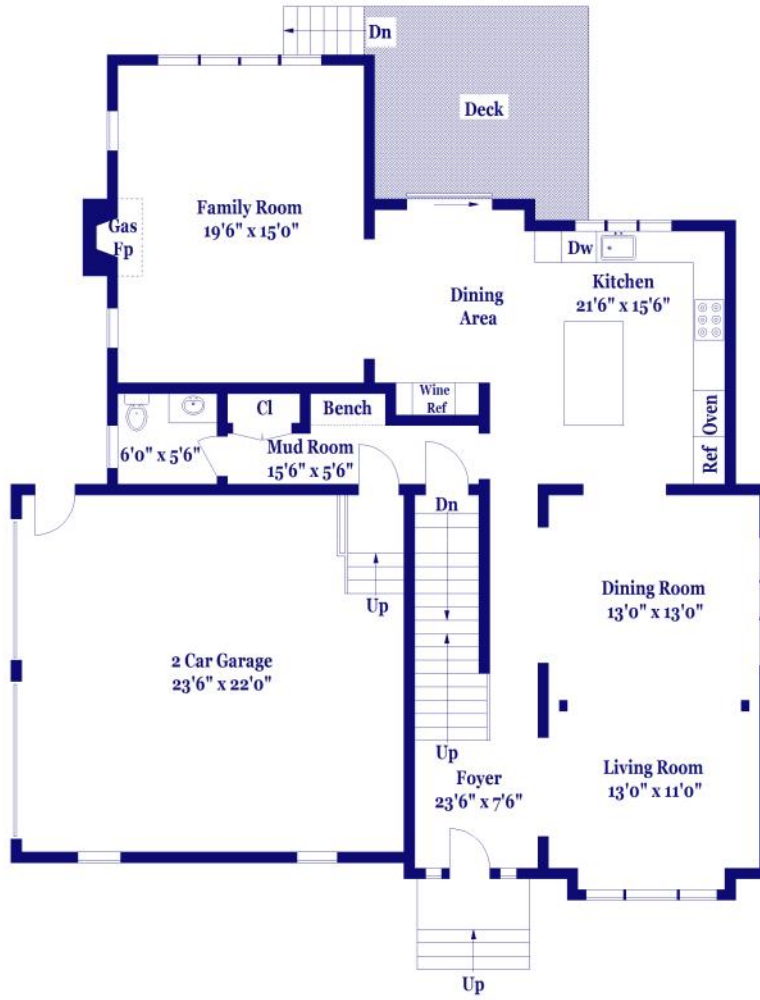 Dn
Deck
Family Room
19'6" x 15'0"
Gas
Fp
Dw
Kitchen
21'6" x 15'6"
Dining
Area
Wine
Ref
Oven
Ref
Cl
Bench
6'0" x 5'6"
Mud Room
15'6" x 5'6"
Dn
Up
Dining Room
13'0" x 13'0"
2 Car Garage
23'6" x 22'0"
Up
Foyer
23'6" x 7'6"
Living Room
13'0" x 11'0"
Up